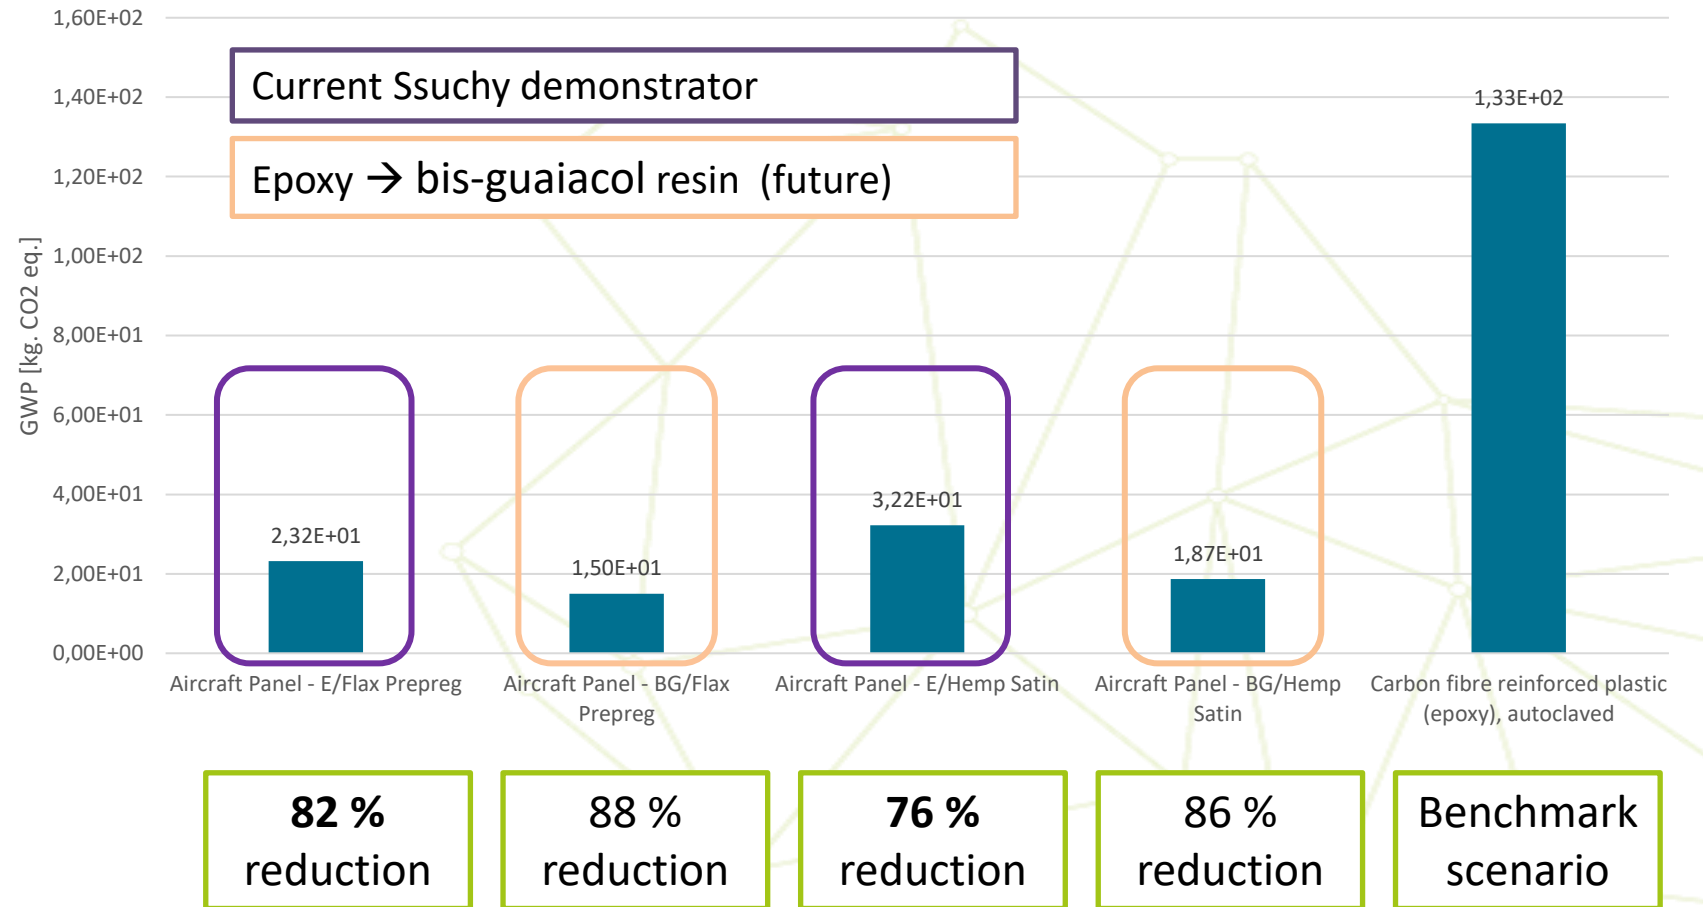 1,60E+02
1,40E+02
1,20E+02
1,00E+02
8,00E+01
6,00E+01
4,00E+01
2,00E+01
0,00E+00
GWP [kg. CO2 eq.]
Current Ssuchy demonstrator
Epoxy → bis-guaiacol resin (future)
2,32E+01
1,50E+01
3,22E+01
1,87E+01
1,33E+02
Aircraft Panel - E/Flax Prepreg
Aircraft Panel - BG/Flax
Prepreg
Aircraft Panel - E/Hemp Satin
Aircraft Panel - BG/Hemp
Satin
Carbon fibre reinforced plastic
(epoxy), autoclaved
82 %
reduction
88 %
reduction
76 %
reduction
86 %
reduction
Benchmark
scenario